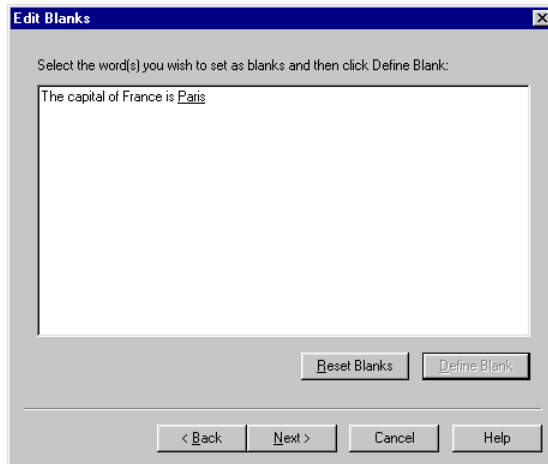 Edit Blanks
Select the word(s) you wish to set as blanks and then click Define Blank:
The capital of France is Paris
Reset Blanks
Define Blank
< Back
Next >
Cancel
Help